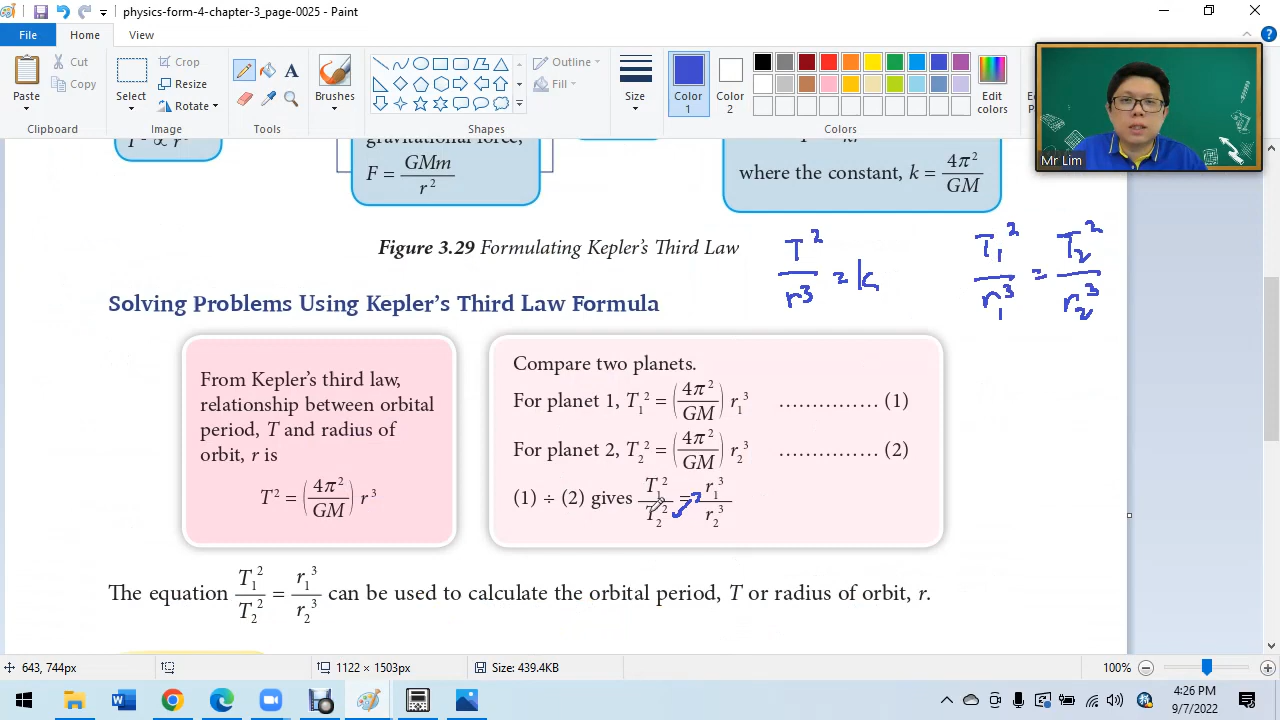 physics-form-4-chapter-3_page-0025 - Paint
File Home View
Paste Cut Copy Clipboard
Select Crop Resize Rotate Image
Tools
Brushes
Outline Fill Shapes
Size
Color 1 Color 2 Edit colors Colors
Mr Lim
gravitational force,
F = GMm / r²
where the constant, k = 4π² / GM
Figure 3.29 Formulating Kepler's Third Law
T² / r³ = k
T₁² / r₁³ = T₂² / r₂³
Solving Problems Using Kepler's Third Law Formula
From Kepler's third law,
relationship between orbital
period, T and radius of
orbit, r is
T² = (4π² / GM) r³
Compare two planets.
For planet 1, T₁² = (4π² / GM) r₁³ ............... (1)
For planet 2, T₂² = (4π² / GM) r₂³ ............... (2)
(1) ÷ (2) gives T₁² / T₂² = r₁³ / r₂³
The equation T₁² / T₂² = r₁³ / r₂³ can be used to calculate the orbital period, T or radius of orbit, r.
643, 744px 1122 × 1503px Size: 439.4KB 100%
4:26 PM
9/7/2022